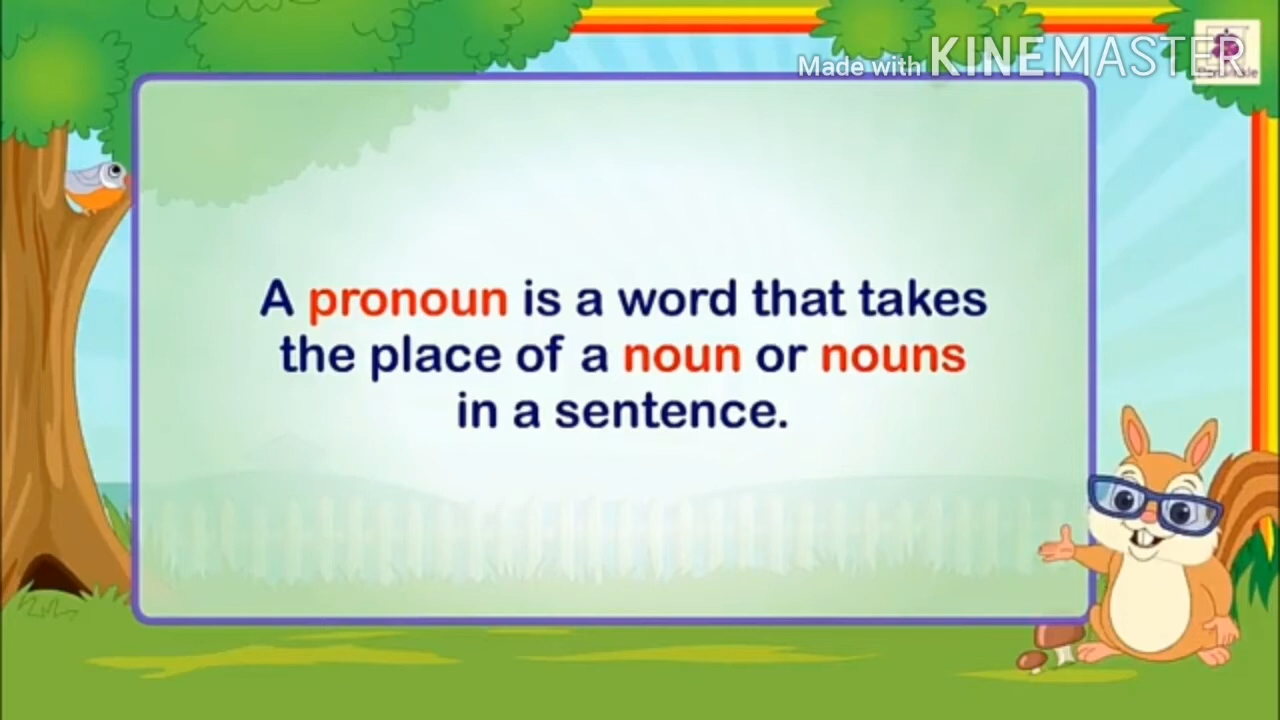 Made with KINEMASTER
A pronoun is a word that takes
the place of a noun or nouns
in a sentence.